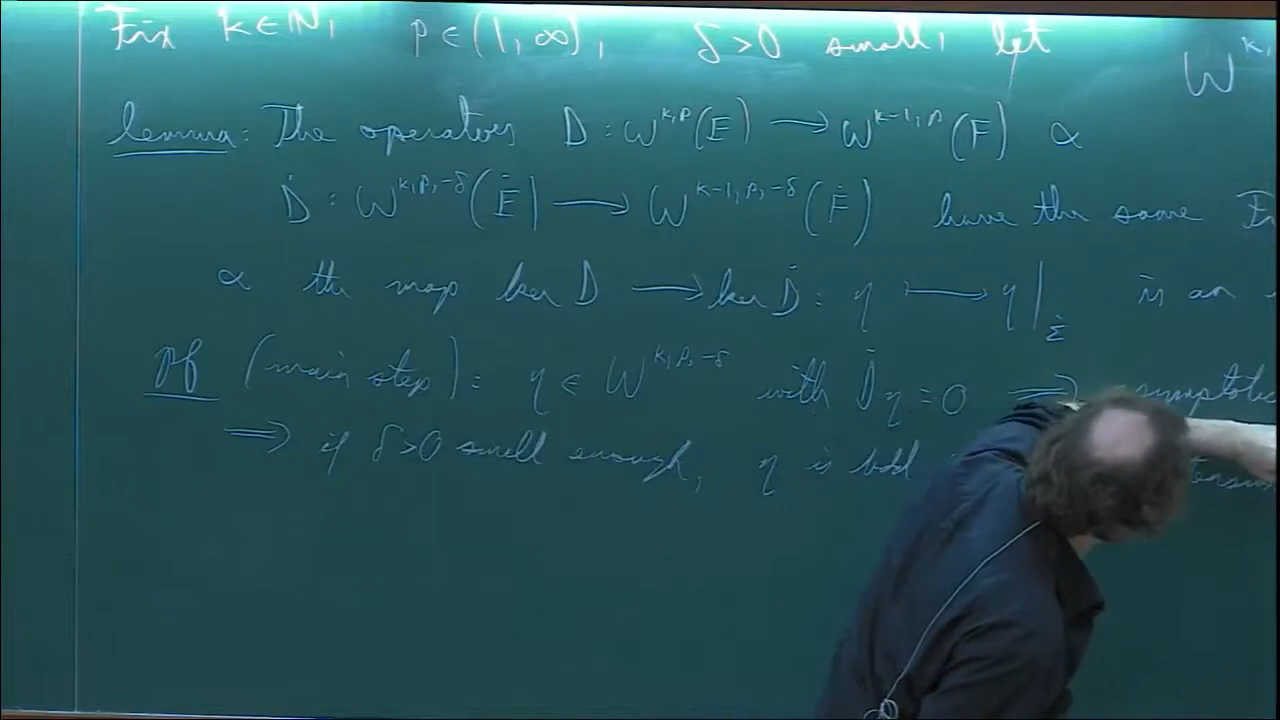 Fix k ∈ ℕ, p ∈ (1, ∞), δ > 0 small, let W^{k,
lemma: The operators D : W^{k,p}(E) → W^{k-1,p}(F) &
Ḋ : W^{k,p,-δ}(Ė) → W^{k-1,p,-δ}(Ḟ) have the same
& the map ker D → ker Ḋ : η ↦ η|_{Σ̇} is an
Pf (main step): η ∈ W^{k,p,-δ} with Ḋη = 0 ⇒
⇒ if δ > 0 small enough, η is bdd